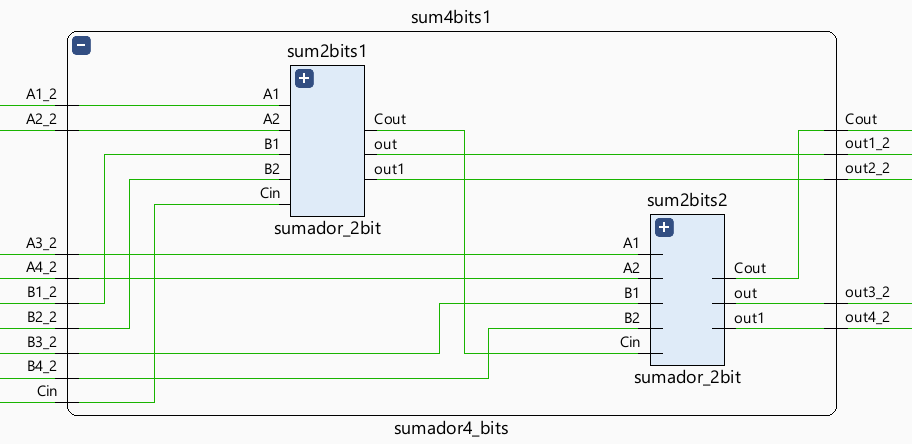 sum4bits1
sum2bits1
A1_2
A1
A2_2
A2
Cout
Cout
B1
out
out1_2
B2
out1
out2_2
Cin
sum2bits2
sumador_2bit
A3_2
A1
A4_2
A2
Cout
B1_2
B1
out
out3_2
B2_2
B2
out1
out4_2
B3_2
Cin
B4_2
sumador_2bit
Cin
sumador4_bits